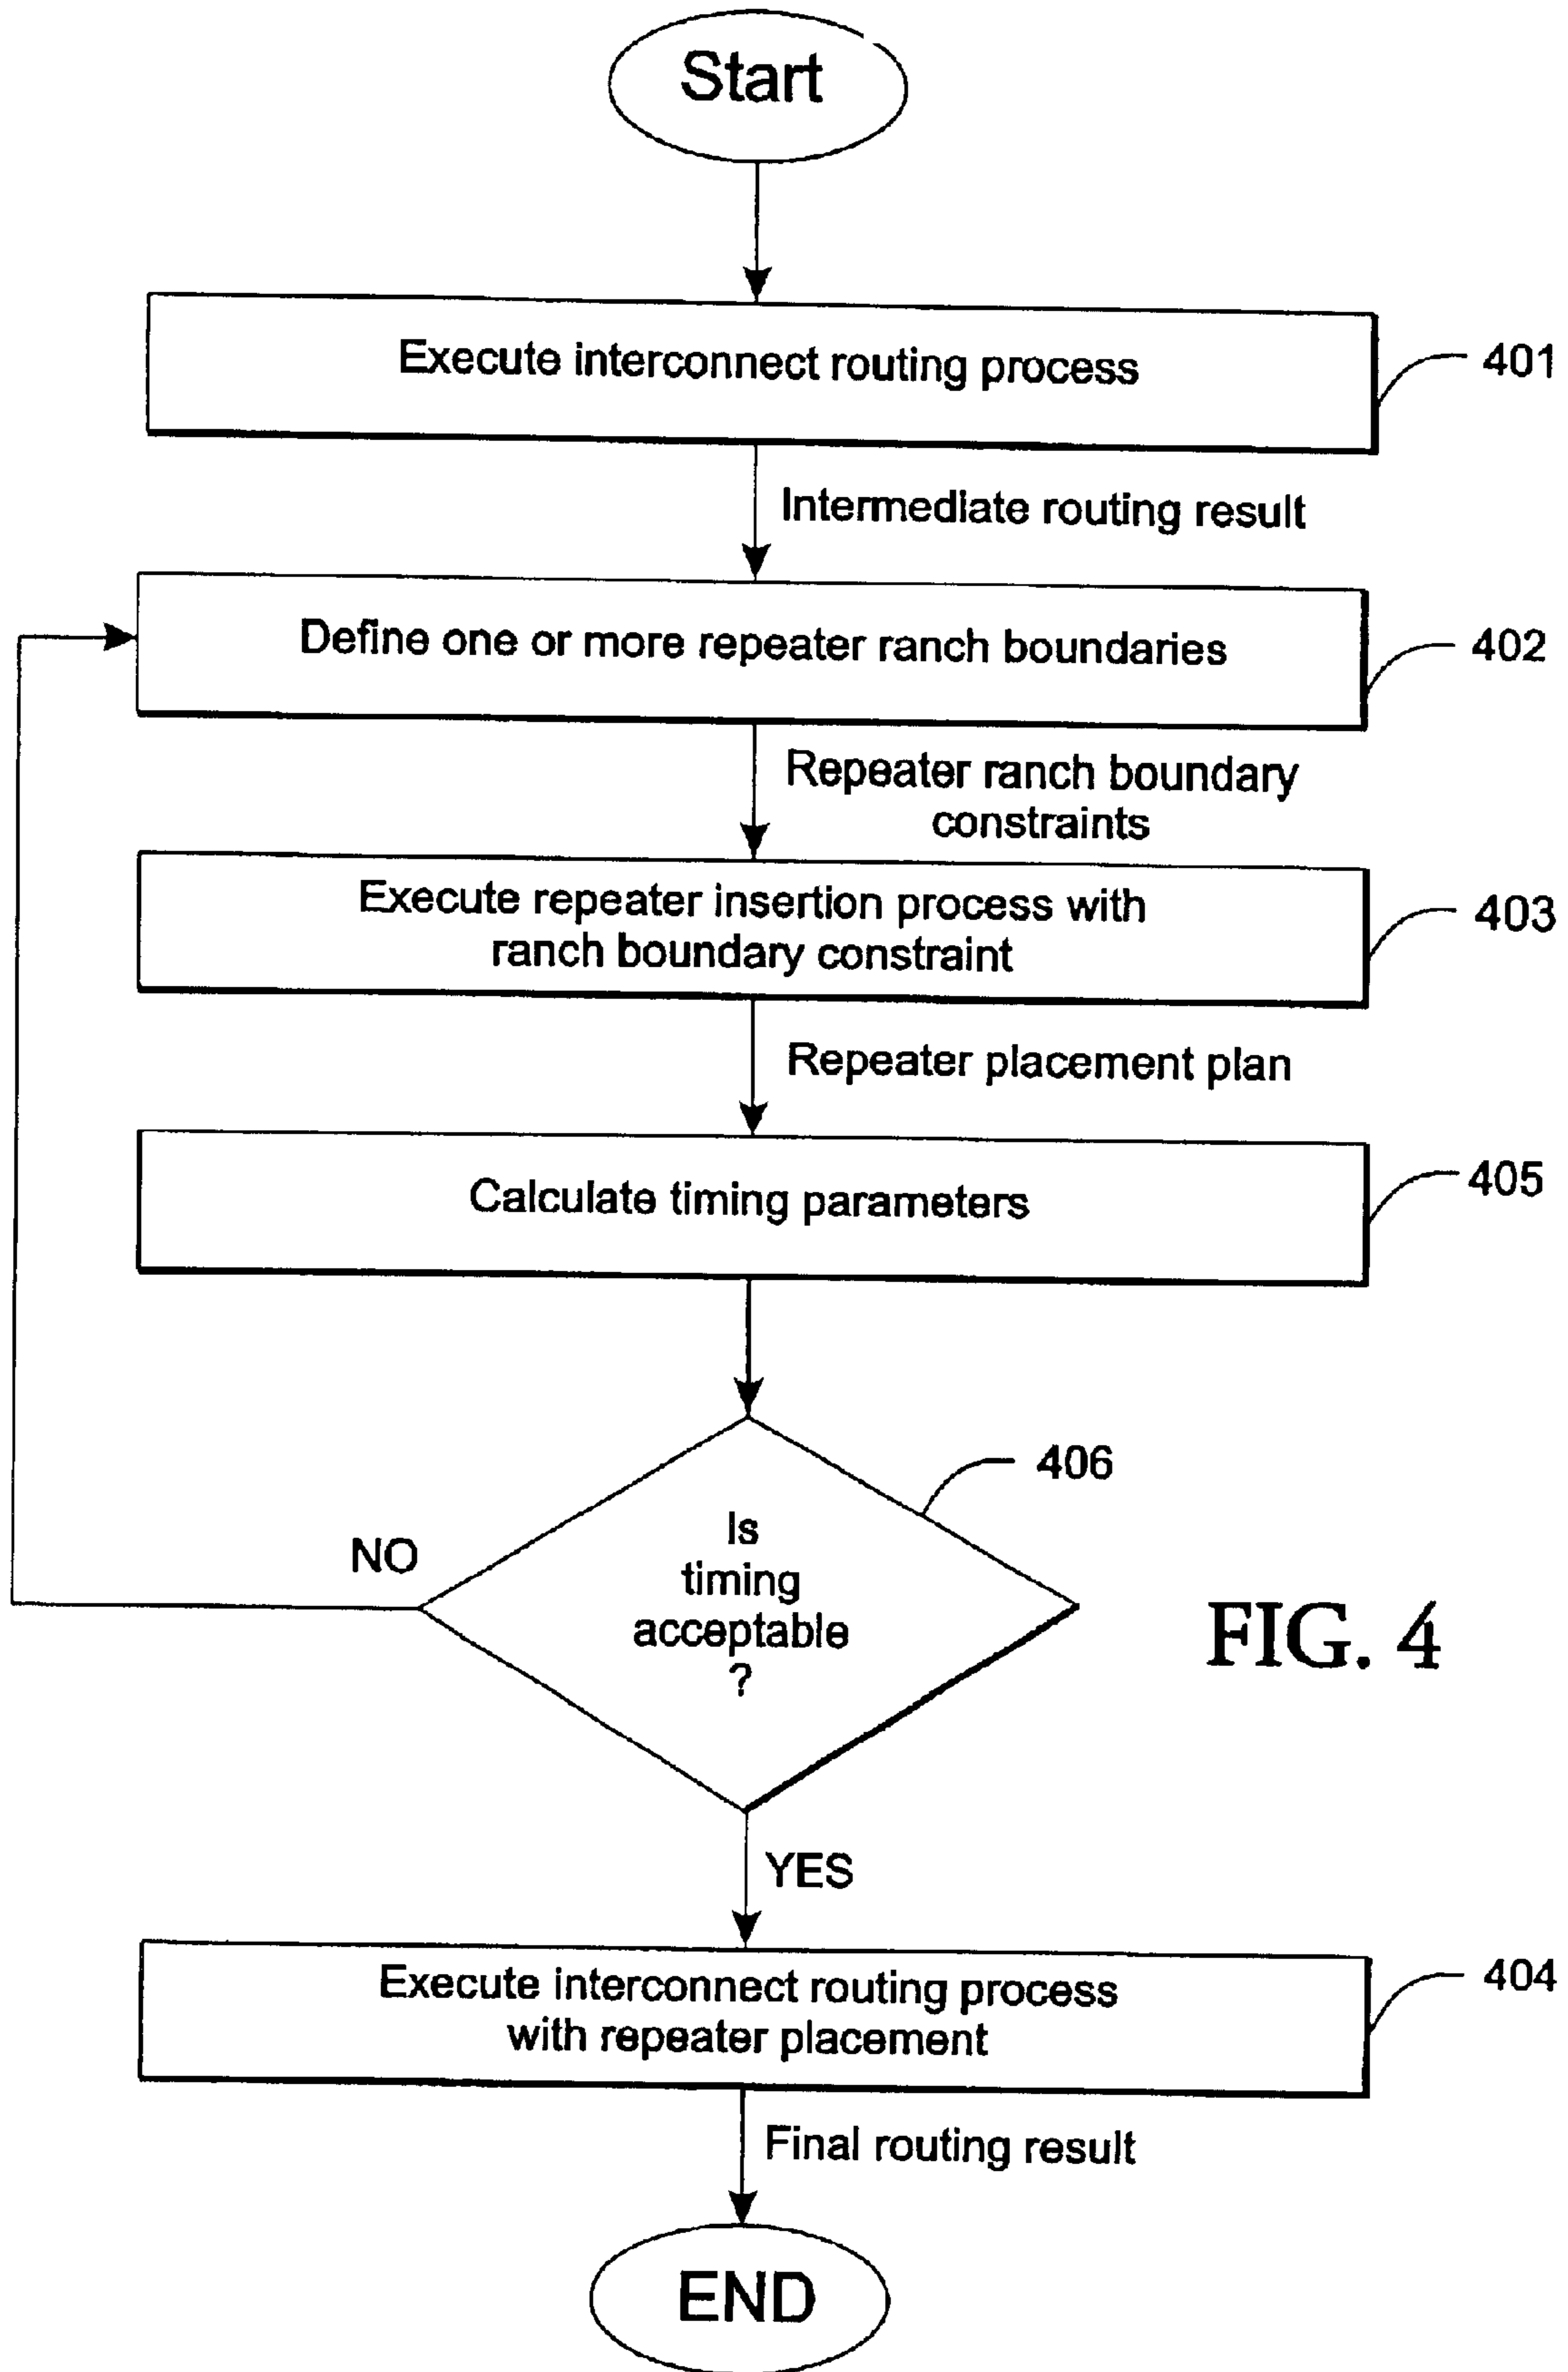 Start
Execute interconnect routing process
401
Intermediate routing result
Define one or more repeater ranch boundaries
402
Repeater ranch boundary
constraints
Execute repeater insertion process with
ranch boundary constraint
403
Repeater placement plan
Calculate timing parameters
405
406
NO
Is
timing
acceptable
?
FIG. 4
YES
Execute interconnect routing process
with repeater placement
404
Final routing result
END